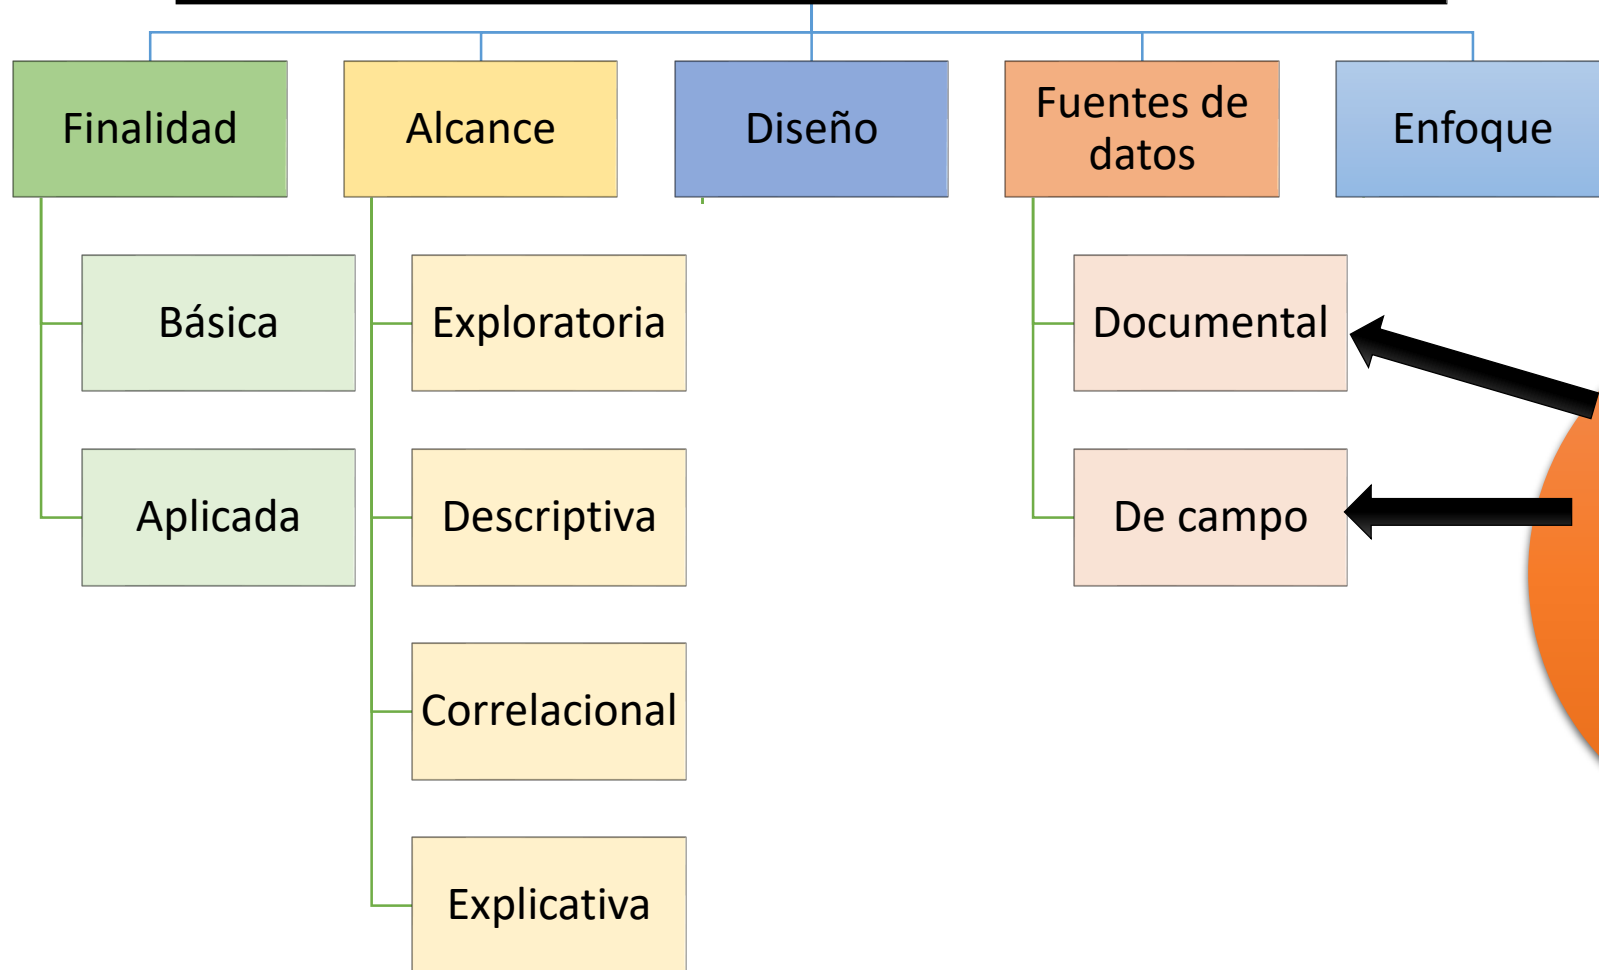 Finalidad
Alcance
Diseño
Fuentes de
datos
Enfoque
Básica
Exploratoria
Documental
Aplicada
Descriptiva
De campo
Correlacional
Explicativa